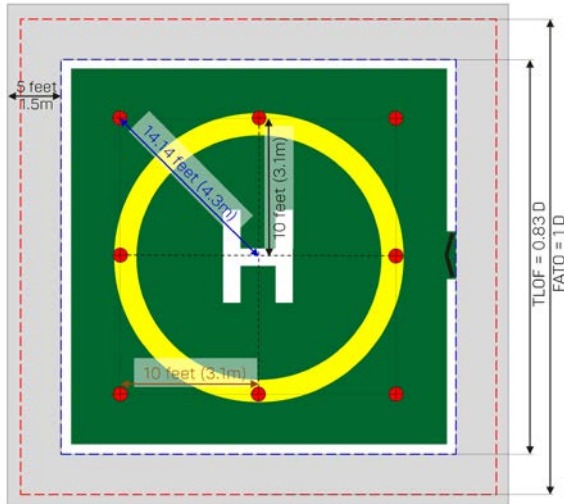 5 feet
1.5m
14.14 feet (4.3m)
10 feet (3.1m)
H
10 feet (3.1m)
TLOF = 0.83 D
FATO = 1 D